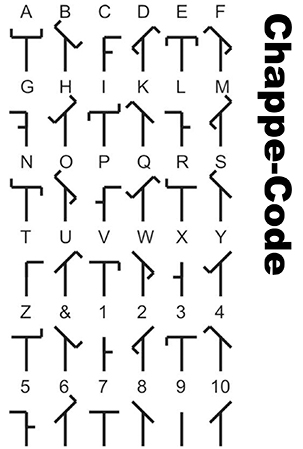 A B C D E F
G H I K L M
N O P Q R S
T U V W X Y
Z & 1 2 3 4
5 6 7 8 9 10
Chappe-Code